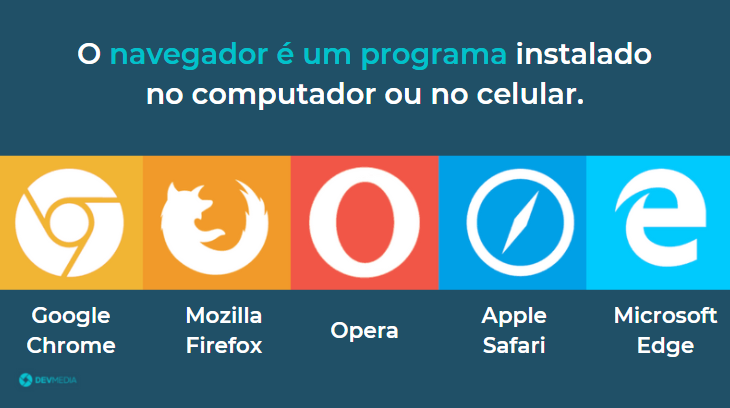 O navegador é um programa instalado
no computador ou no celular.
Google
Chrome
Mozilla
Firefox
Opera
Apple
Safari
Microsoft
Edge
DEVMEDIA